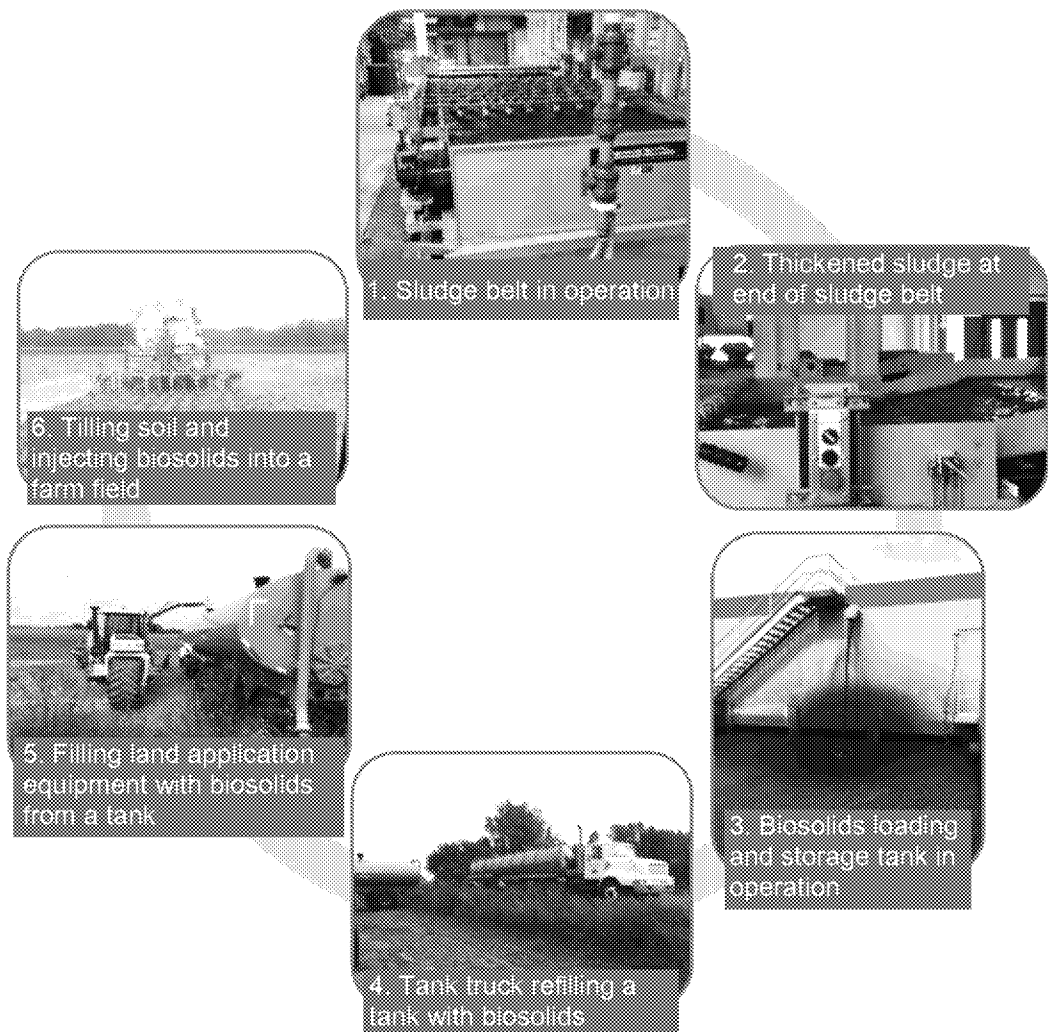 1. Sludge belt in operation
2. Thickened sludge at
end of sludge belt
3. Biosolids loading
and storage tank in
operation
4. Tank truck refilling a
tank with biosolids
5. Filling land application
equipment with biosolids
from a tank
6. Tilling soil and
injecting biosolids into a
farm field